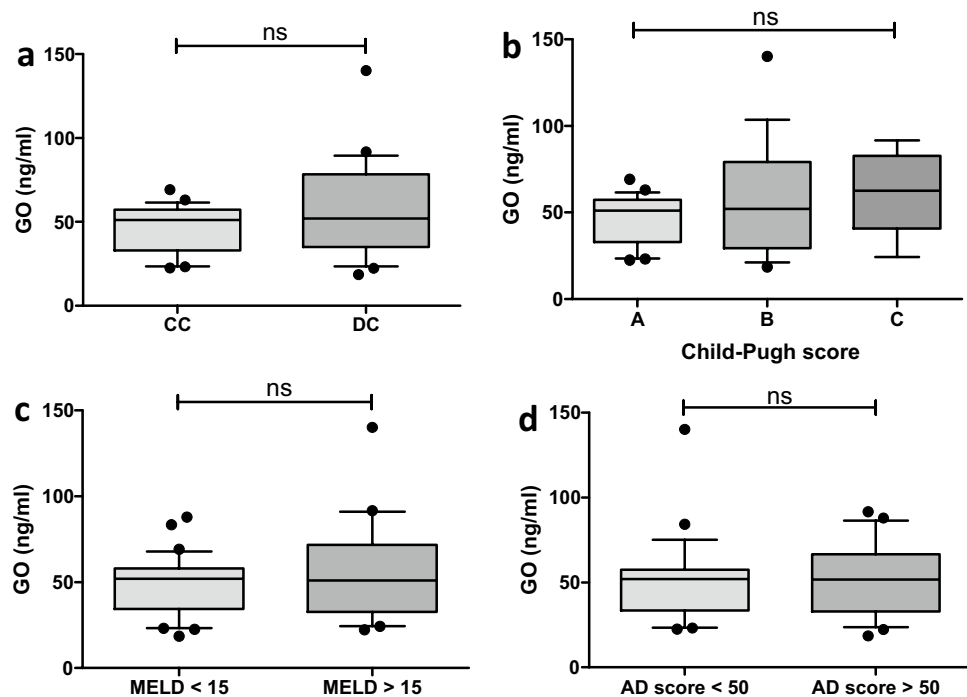 a
ns
GO (ng/ml)
150
100
50
0
CC DC
b
ns
GO (ng/ml)
150
100
50
0
A B C
Child-Pugh score
c
ns
GO (ng/ml)
150
100
50
0
MELD < 15 MELD > 15
d
ns
GO (ng/ml)
150
100
50
0
AD score < 50 AD score > 50